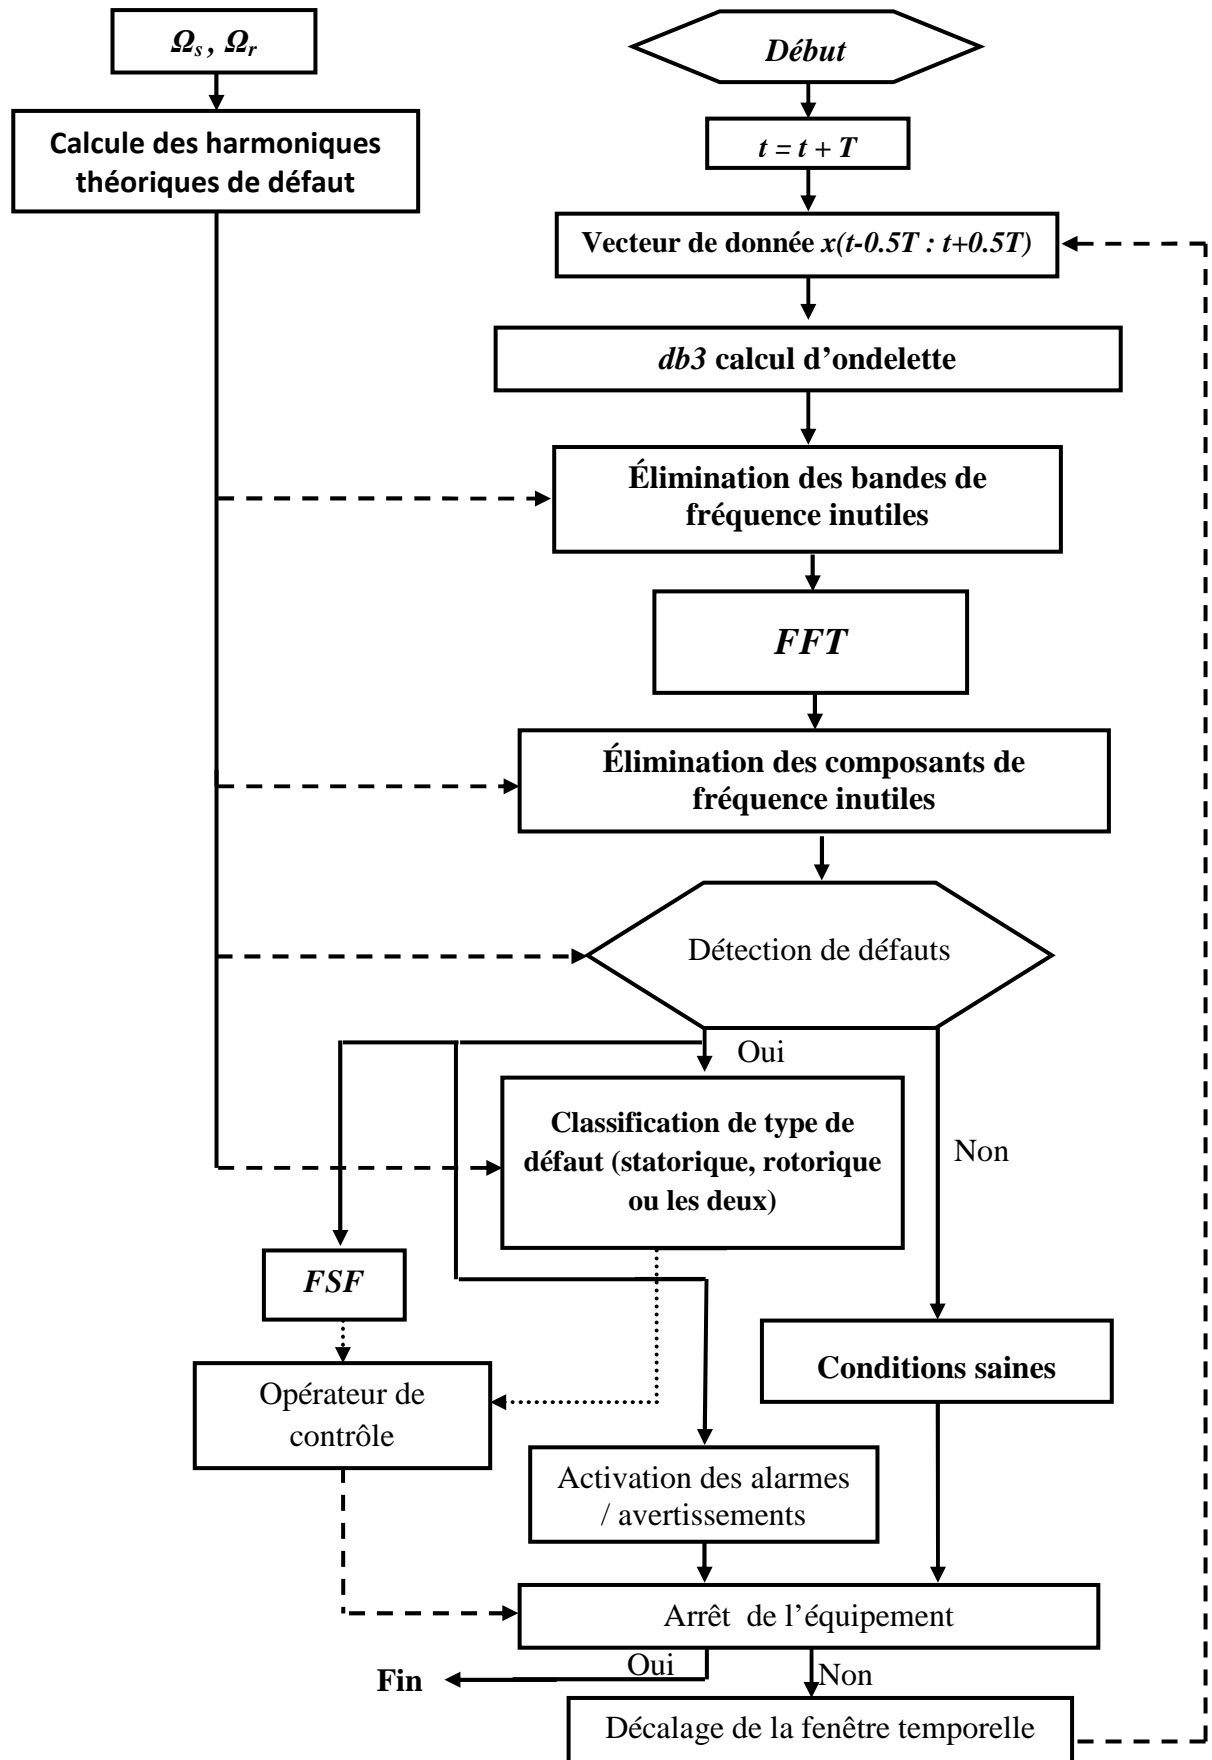 Ωs , Ωr
Calcule des harmoniques
théoriques de défaut
Début
t = t + T
Vecteur de donnée x(t-0.5T : t+0.5T)
db3 calcul d’ondelette
Élimination des bandes de
fréquence inutiles
FFT
Élimination des composants de
fréquence inutiles
Détection de défauts
Oui
Non
Classification de type de
défaut (statorique, rotorique
ou les deux)
FSF
Opérateur de
contrôle
Conditions saines
Activation des alarmes
/ avertissements
Arrêt de l’équipement
Oui
Non
Fin
Décalage de la fenêtre temporelle